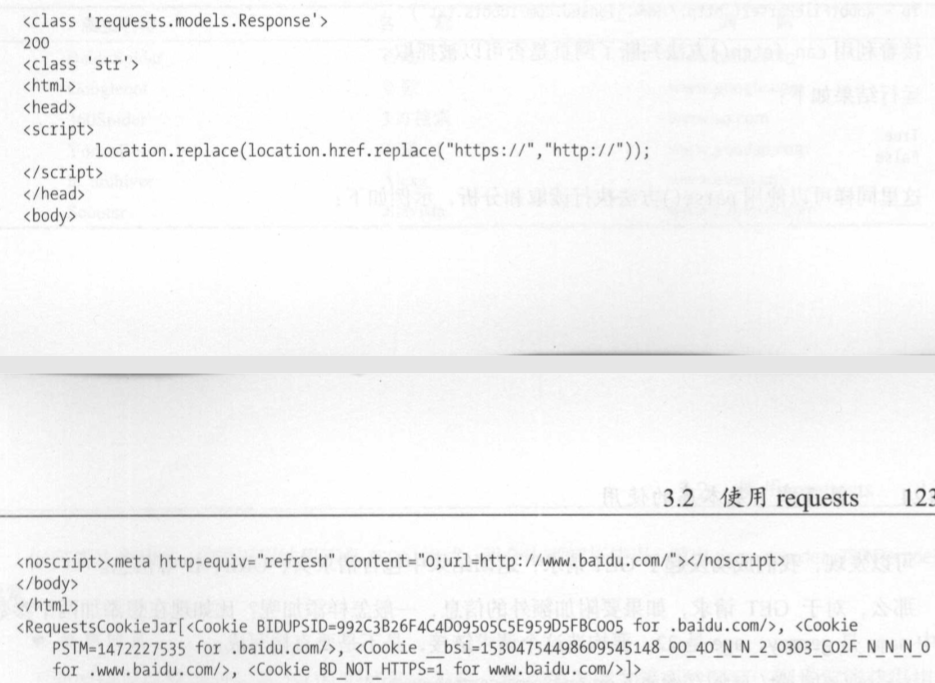 <class 'requests.models.Response'>
200
<class 'str'>
<html>
<head>
<script>
        location.replace(location.href.replace("https://","http://"));
</script>
</head>
<body>
3.2 使用 requests 123
<noscript><meta http-equiv="refresh" content="0;url=http://www.baidu.com/"></noscript>
</body>
</html>
<RequestsCookieJar[<Cookie BIDUPSID=992C3B26F4C4D09505C5E959D5FBC005 for .baidu.com/>, <Cookie
    PSTM=1472227535 for .baidu.com/>, <Cookie __bsi=15304754498609545148_00_40_N_N_2_0303_C02F_N_N_N_0
    for .www.baidu.com/>, <Cookie BD_NOT_HTTPS=1 for www.baidu.com/>]>